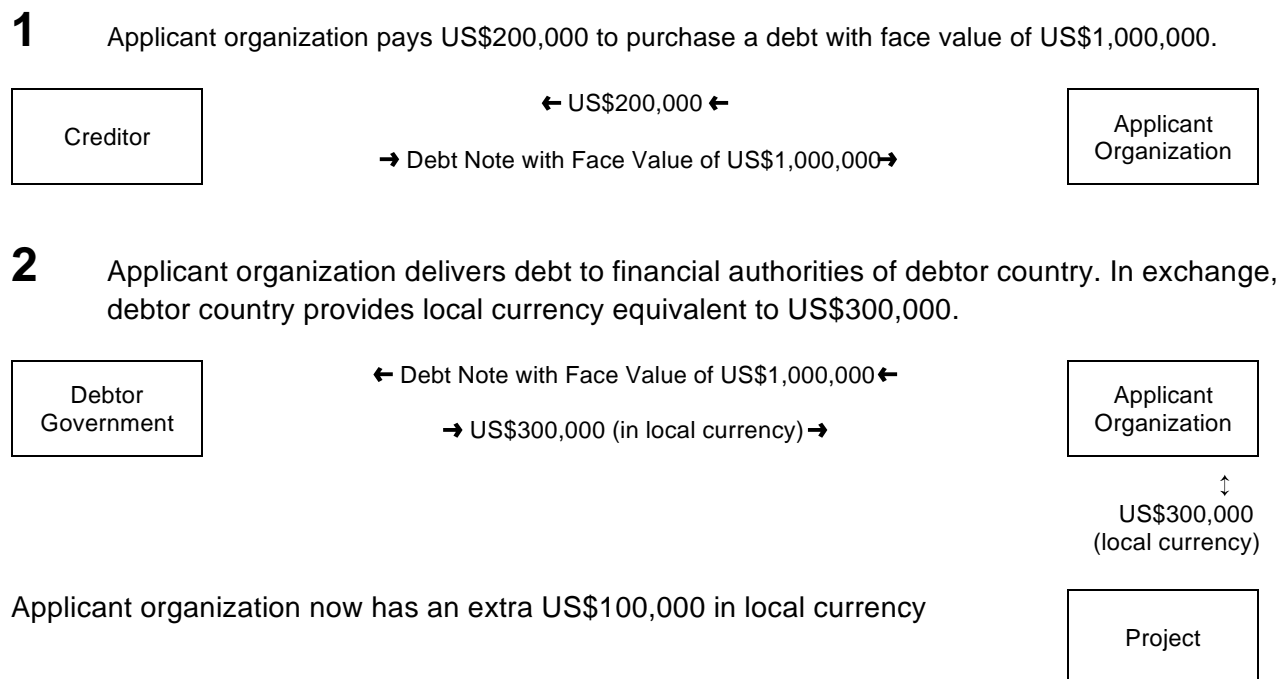 1 Applicant organization pays US$200,000 to purchase a debt with face value of US$1,000,000.
Creditor
← US$200,000 ←
→ Debt Note with Face Value of US$1,000,000→
Applicant
Organization
2 Applicant organization delivers debt to financial authorities of debtor country. In exchange,
debtor country provides local currency equivalent to US$300,000.
Debtor
Government
← Debt Note with Face Value of US$1,000,000←
→ US$300,000 (in local currency) →
Applicant
Organization
↕
US$300,000
(local currency)
Applicant organization now has an extra US$100,000 in local currency
Project